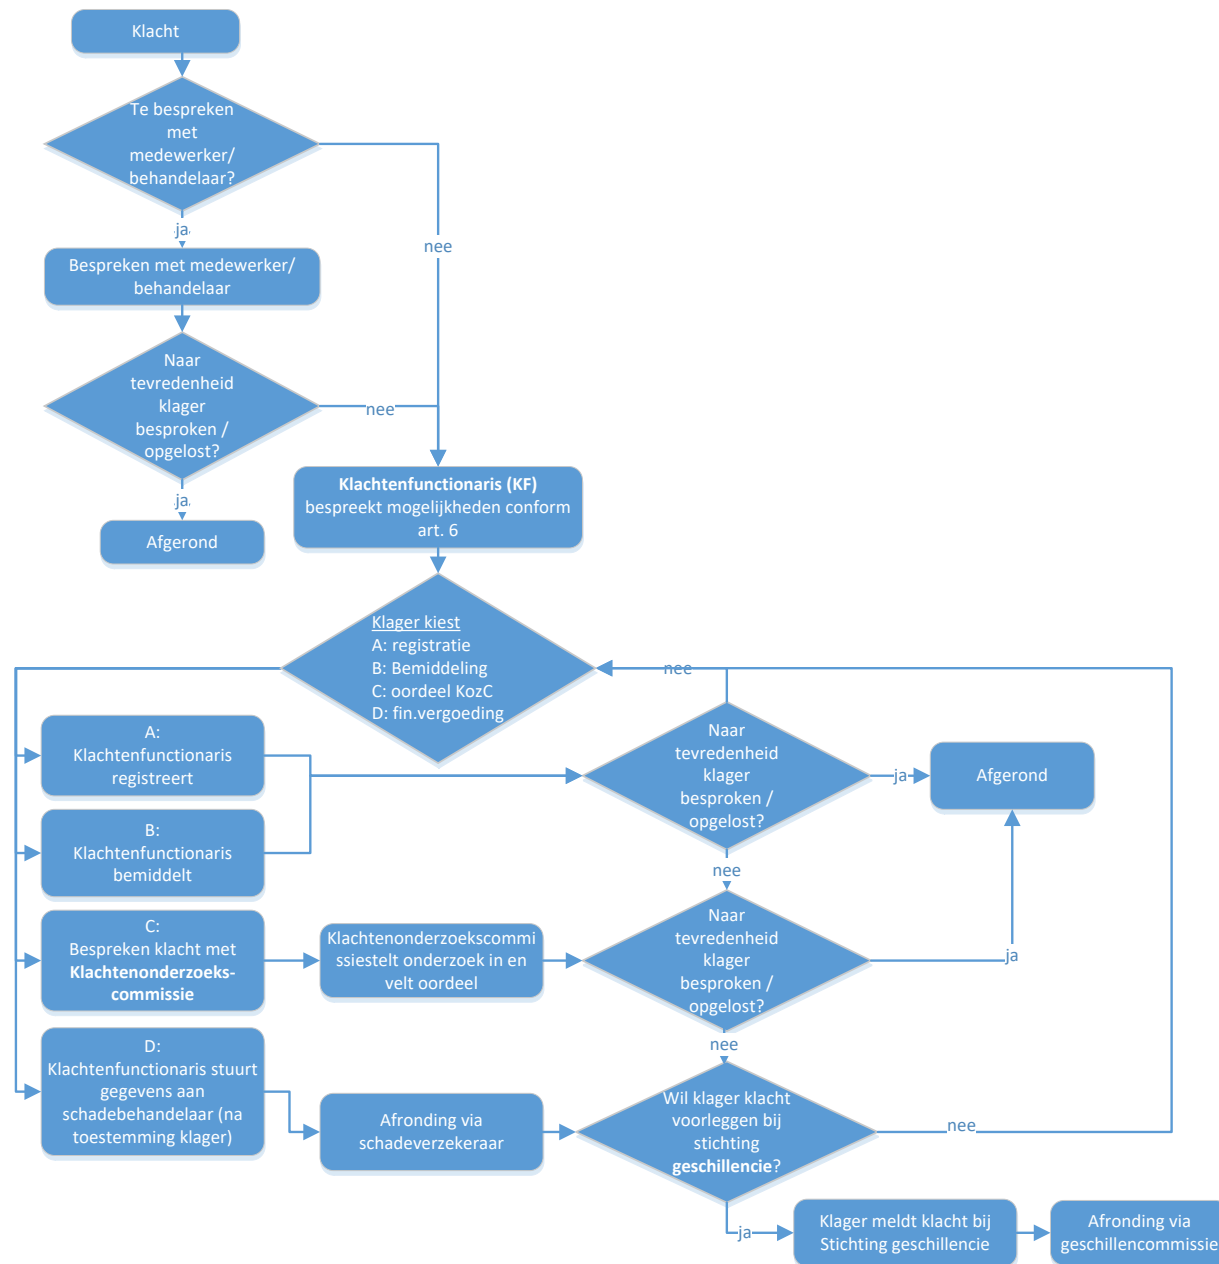 Klacht
Te bespreken
met
medewerker/
behandelaar?
ja
nee
Bespreken met medewerker/
behandelaar
Naar
tevredenheid
klager
besproken /
opgelost?
nee
ja
Afgerond
Klachtenfunctionaris (KF)
bespreekt mogelijkheden conform
art. 6
Klager kiest
A: registratie
B: Bemiddeling
C: oordeel KozC
D: fin.vergoeding
nee
A:
Klachtenfunctionaris
registreert
Naar
tevredenheid
klager
besproken /
opgelost?
ja
Afgerond
B:
Klachtenfunctionaris
bemiddelt
nee
C:
Bespreken klacht met
Klachtenonderzoeks-
commissie
Klachtenonderzoekscommi
ssiestelt onderzoek in en
velt oordeel
Naar
tevredenheid
klager
besproken /
opgelost?
ja
nee
D:
Klachtenfunctionaris stuurt
gegevens aan
schadebehandelaar (na
toestemming klager)
Afronding via
schadeverzekeraar
Wil klager klacht
voorleggen bij
stichting
geschillencie?
nee
ja
Klager meldt klacht bij
Stichting geschillencie
Afronding via
geschillencommissie